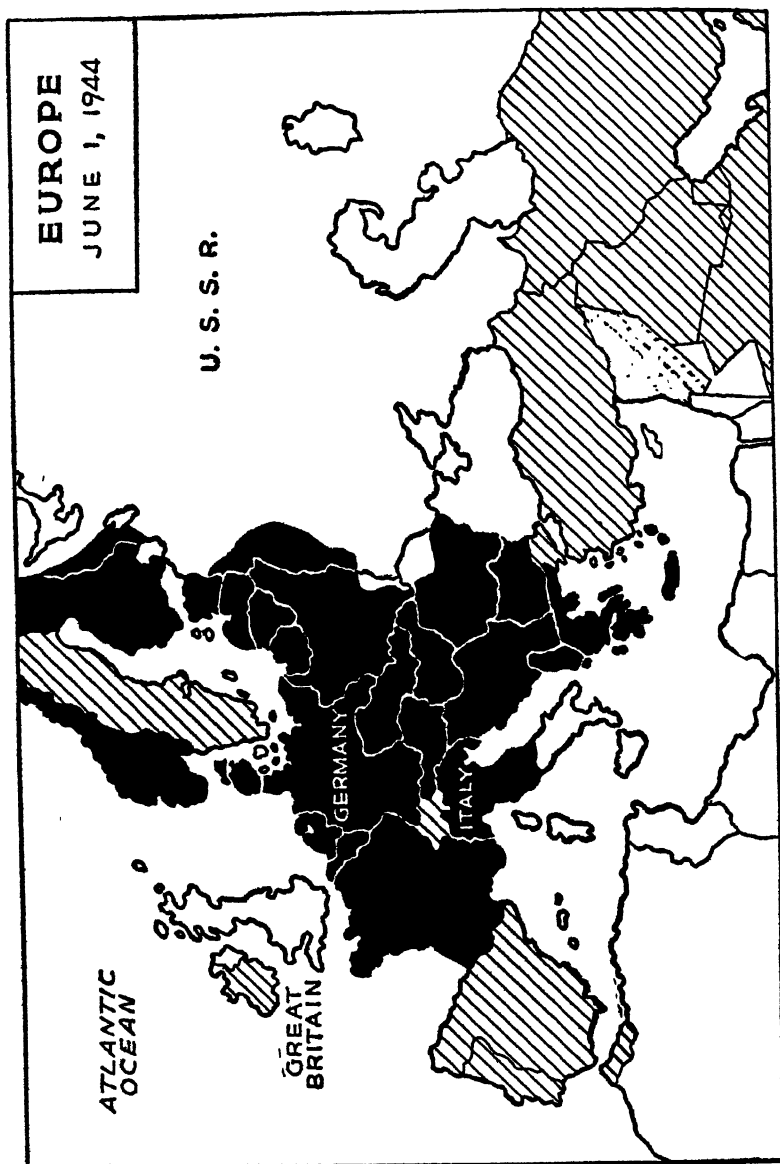 EUROPE
JUNE 1, 1944
U. S. S. R.
ATLANTIC
OCEAN
GREAT
BRITAIN
GERMANY
ITALY